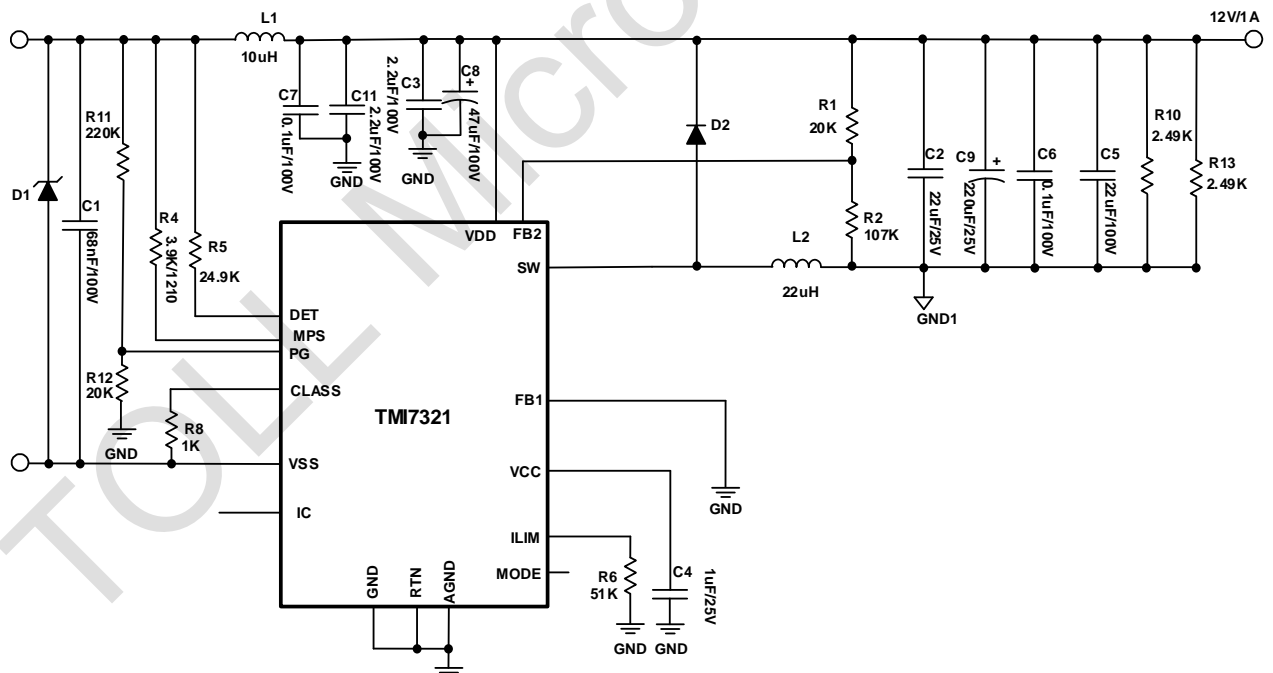 L1
10uH
12V/1A
R11
220K
D1
C1
68nF/100V
R4
3.9K/1210
R5
24.9K
C7
0.1uF/100V
C11
2.2uF/100V
GND
C3
2.2uF/100V
C8
+
47uF/100V
GND
D2
R1
20K
R2
107K
C2
22uF/25V
C9
+
220uF/25V
C6
0.1uF/100V
C5
22uF/100V
R10
2.49K
R13
2.49K
L2
22uH
GND1
R12
20K
GND
R8
1K
VDD
FB2
SW
DET
MPS
PG
CLASS
TMI7321
FB1
VSS
VCC
IC
ILIM
MODE
GND
RTN
AGND
GND
R6
51K
GND
C4
1uF/25V
GND
TOLL Micro